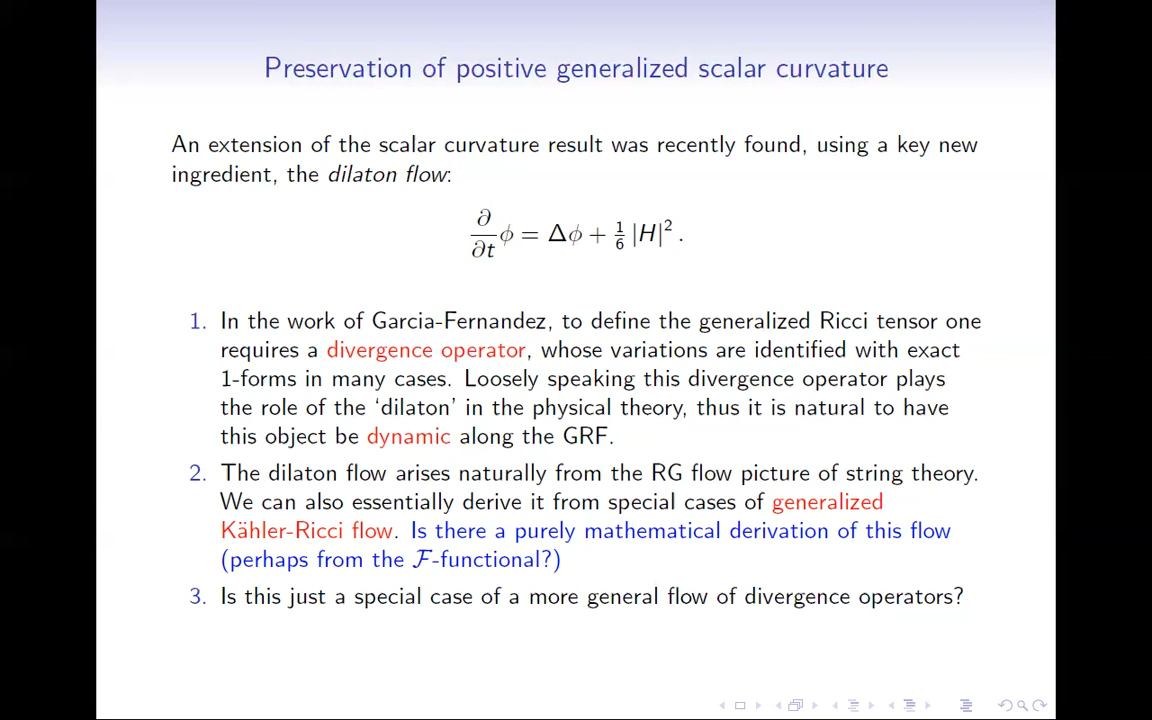 Preservation of positive generalized scalar curvature
An extension of the scalar curvature result was recently found, using a key new
ingredient, the dilaton flow:
∂/∂t ϕ = Δϕ + 1/6 |H|² .
1. In the work of Garcia-Fernandez, to define the generalized Ricci tensor one
requires a divergence operator, whose variations are identified with exact
1-forms in many cases. Loosely speaking this divergence operator plays
the role of the ‘dilaton’ in the physical theory, thus it is natural to have
this object be dynamic along the GRF.
2. The dilaton flow arises naturally from the RG flow picture of string theory.
We can also essentially derive it from special cases of generalized
Kähler-Ricci flow. Is there a purely mathematical derivation of this flow
(perhaps from the ℱ-functional?)
3. Is this just a special case of a more general flow of divergence operators?